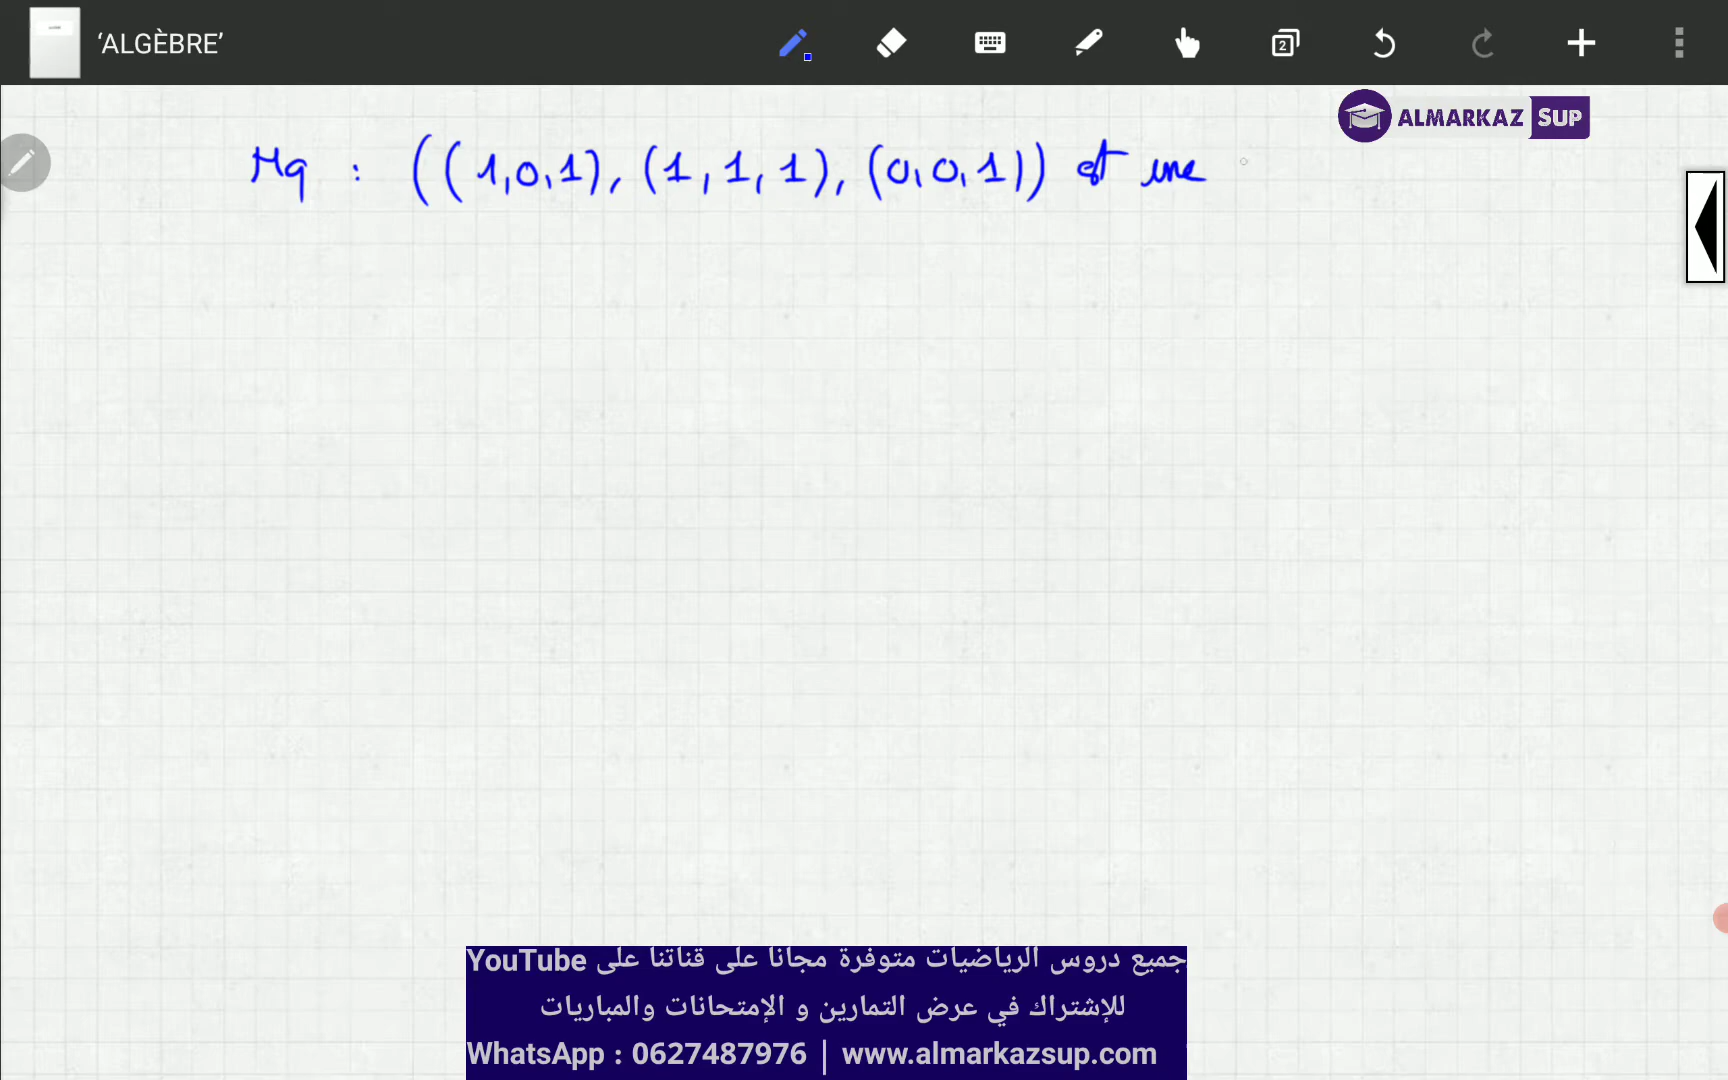 ‘ALGÈBRE’
2
ALMARKAZ SUP
Mq : ((1,0,1), (1,1,1), (0,0,1)) est une
جميع دروس الرياضيات متوفرة مجانا على قناتنا على YouTube
للإشتراك في عرض التمارين و الإمتحانات والمباريات
WhatsApp : 0627487976 | www.almarkazsup.com